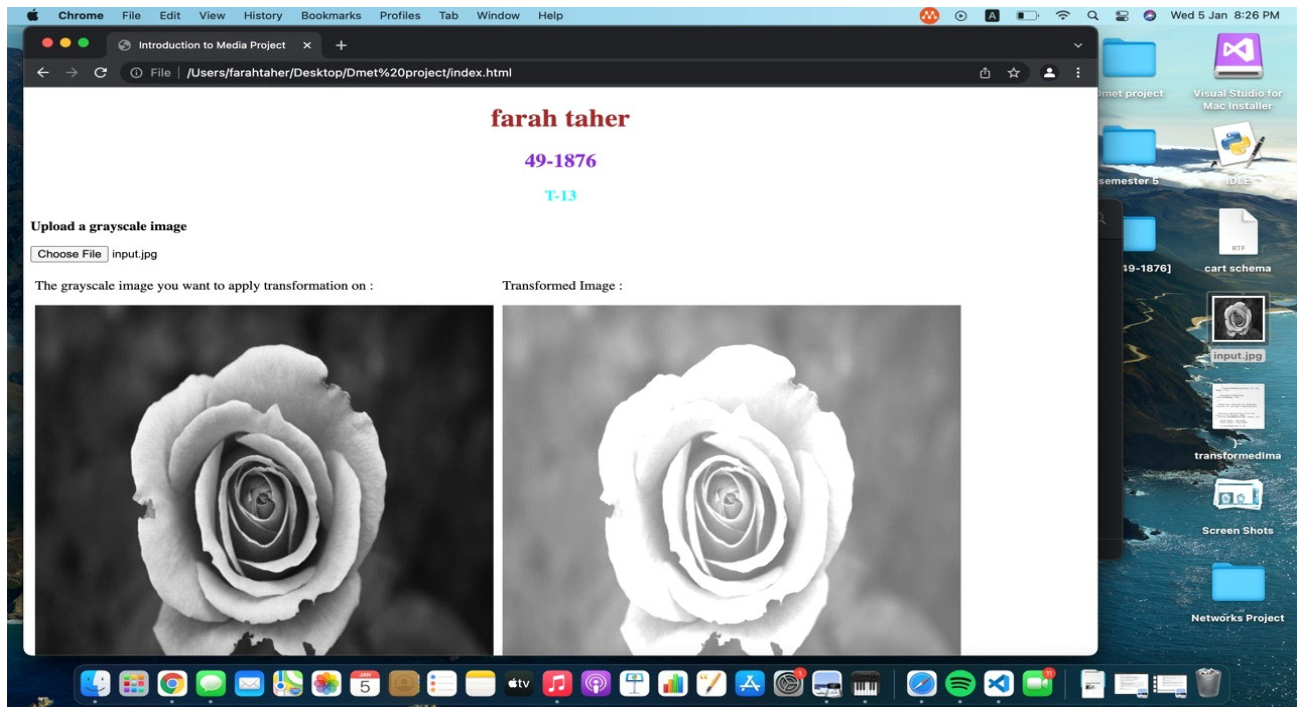 Chrome File Edit View History Bookmarks Profiles Tab Window Help
A
Wed 5 Jan 8:26 PM
Introduction to Media Project
File | /Users/farahtaher/Desktop/Dmet%20project/index.html
farah taher
49-1876
T-13
Upload a grayscale image
Choose File input.jpg
The grayscale image you want to apply transformation on :
Transformed Image :
met project
Visual Studio for
Mac Installer
semester 5
IDLE
49-1876]
RTF
cart schema
input.jpg
}-
transformedIma
Screen Shots
Networks Project
JAN
5
tv
1
11